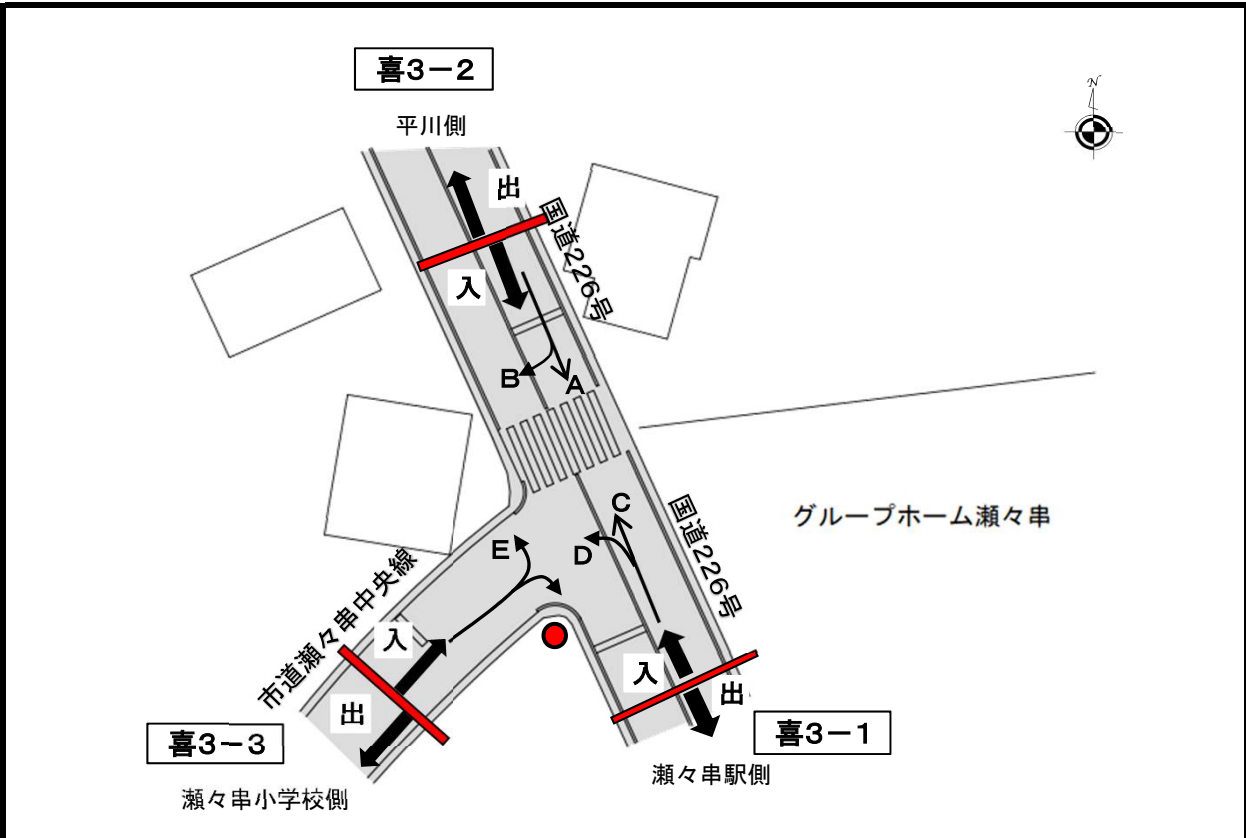 喜3－2
平川側
N
出
国道226号
入
B
A
C
国道226号
グループホーム瀬々串
E
D
市道瀬々串中央線
入
入
出
出
喜3－3
喜3－1
瀬々串駅側
瀬々串小学校側